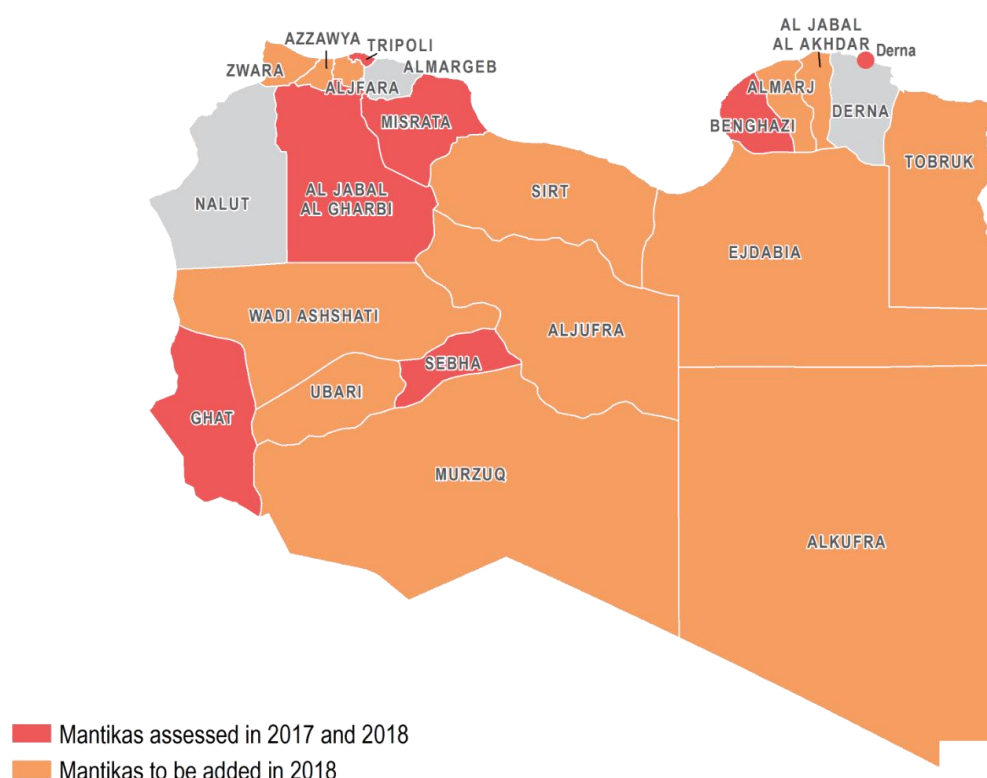 AZZAWYA
TRIPOLI
ZWARA
ALMARGEB
ALJFARA
MISRATA
NALUT
AL JABAL
AL GHARBI
SIRT
AL JABAL
AL AKHDAR
Derna
ALMARJ
BENGHAZI
DERNA
TOBRUK
EJDABIA
WADI ASHSHATI
ALJUFRA
SEBHA
UBARI
GHAT
MURZUQ
ALKUFRA
Mantikas assessed in 2017 and 2018
Mantikas to be added in 2018